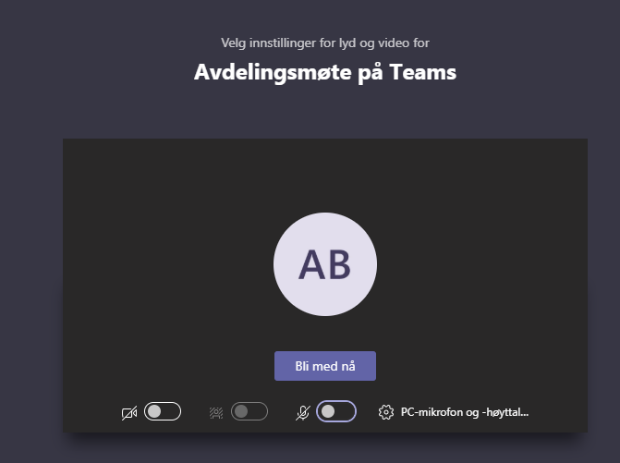 Velg innstillinger for lyd og video for
Avdelingsmøte på Teams
AB
Bli med nå
PC-mikrofon og -høyttal...